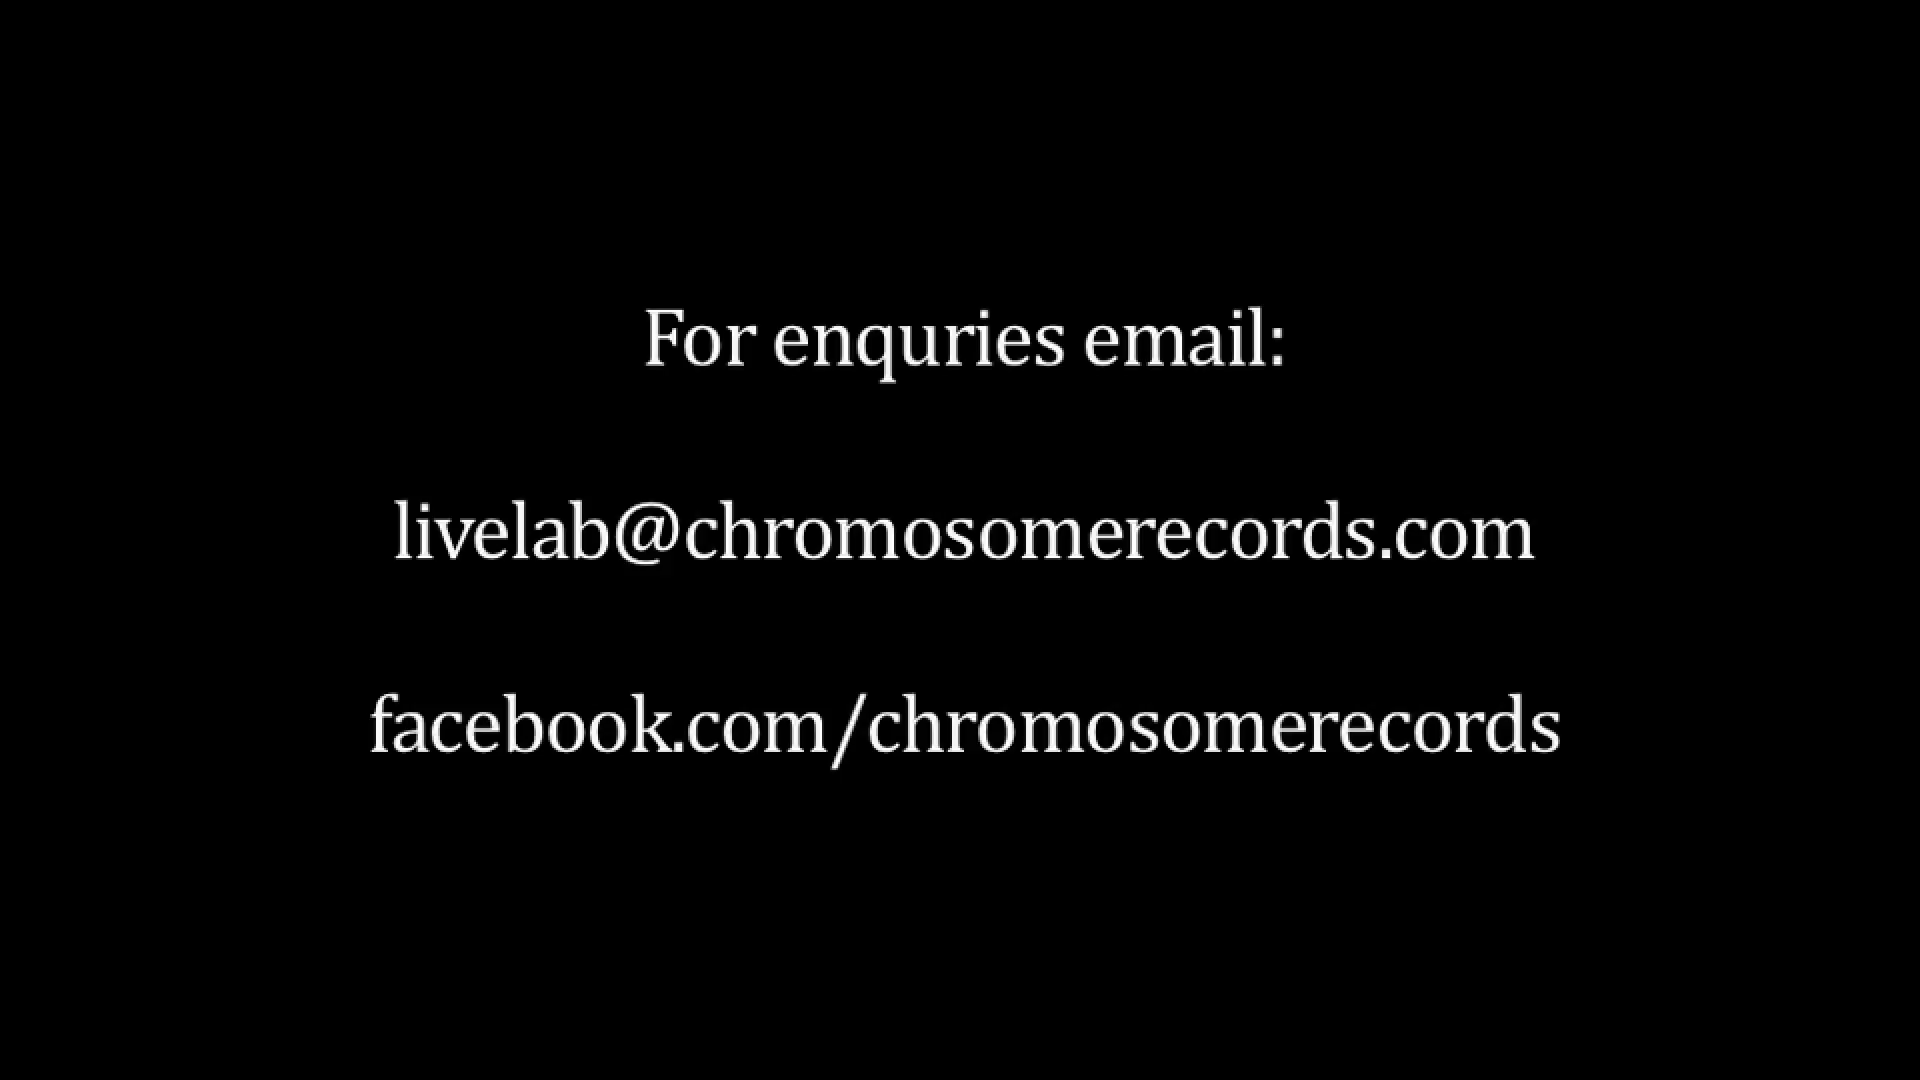 For enquries email:
livelab@chromosomerecords.com
facebook.com/chromosomerecords